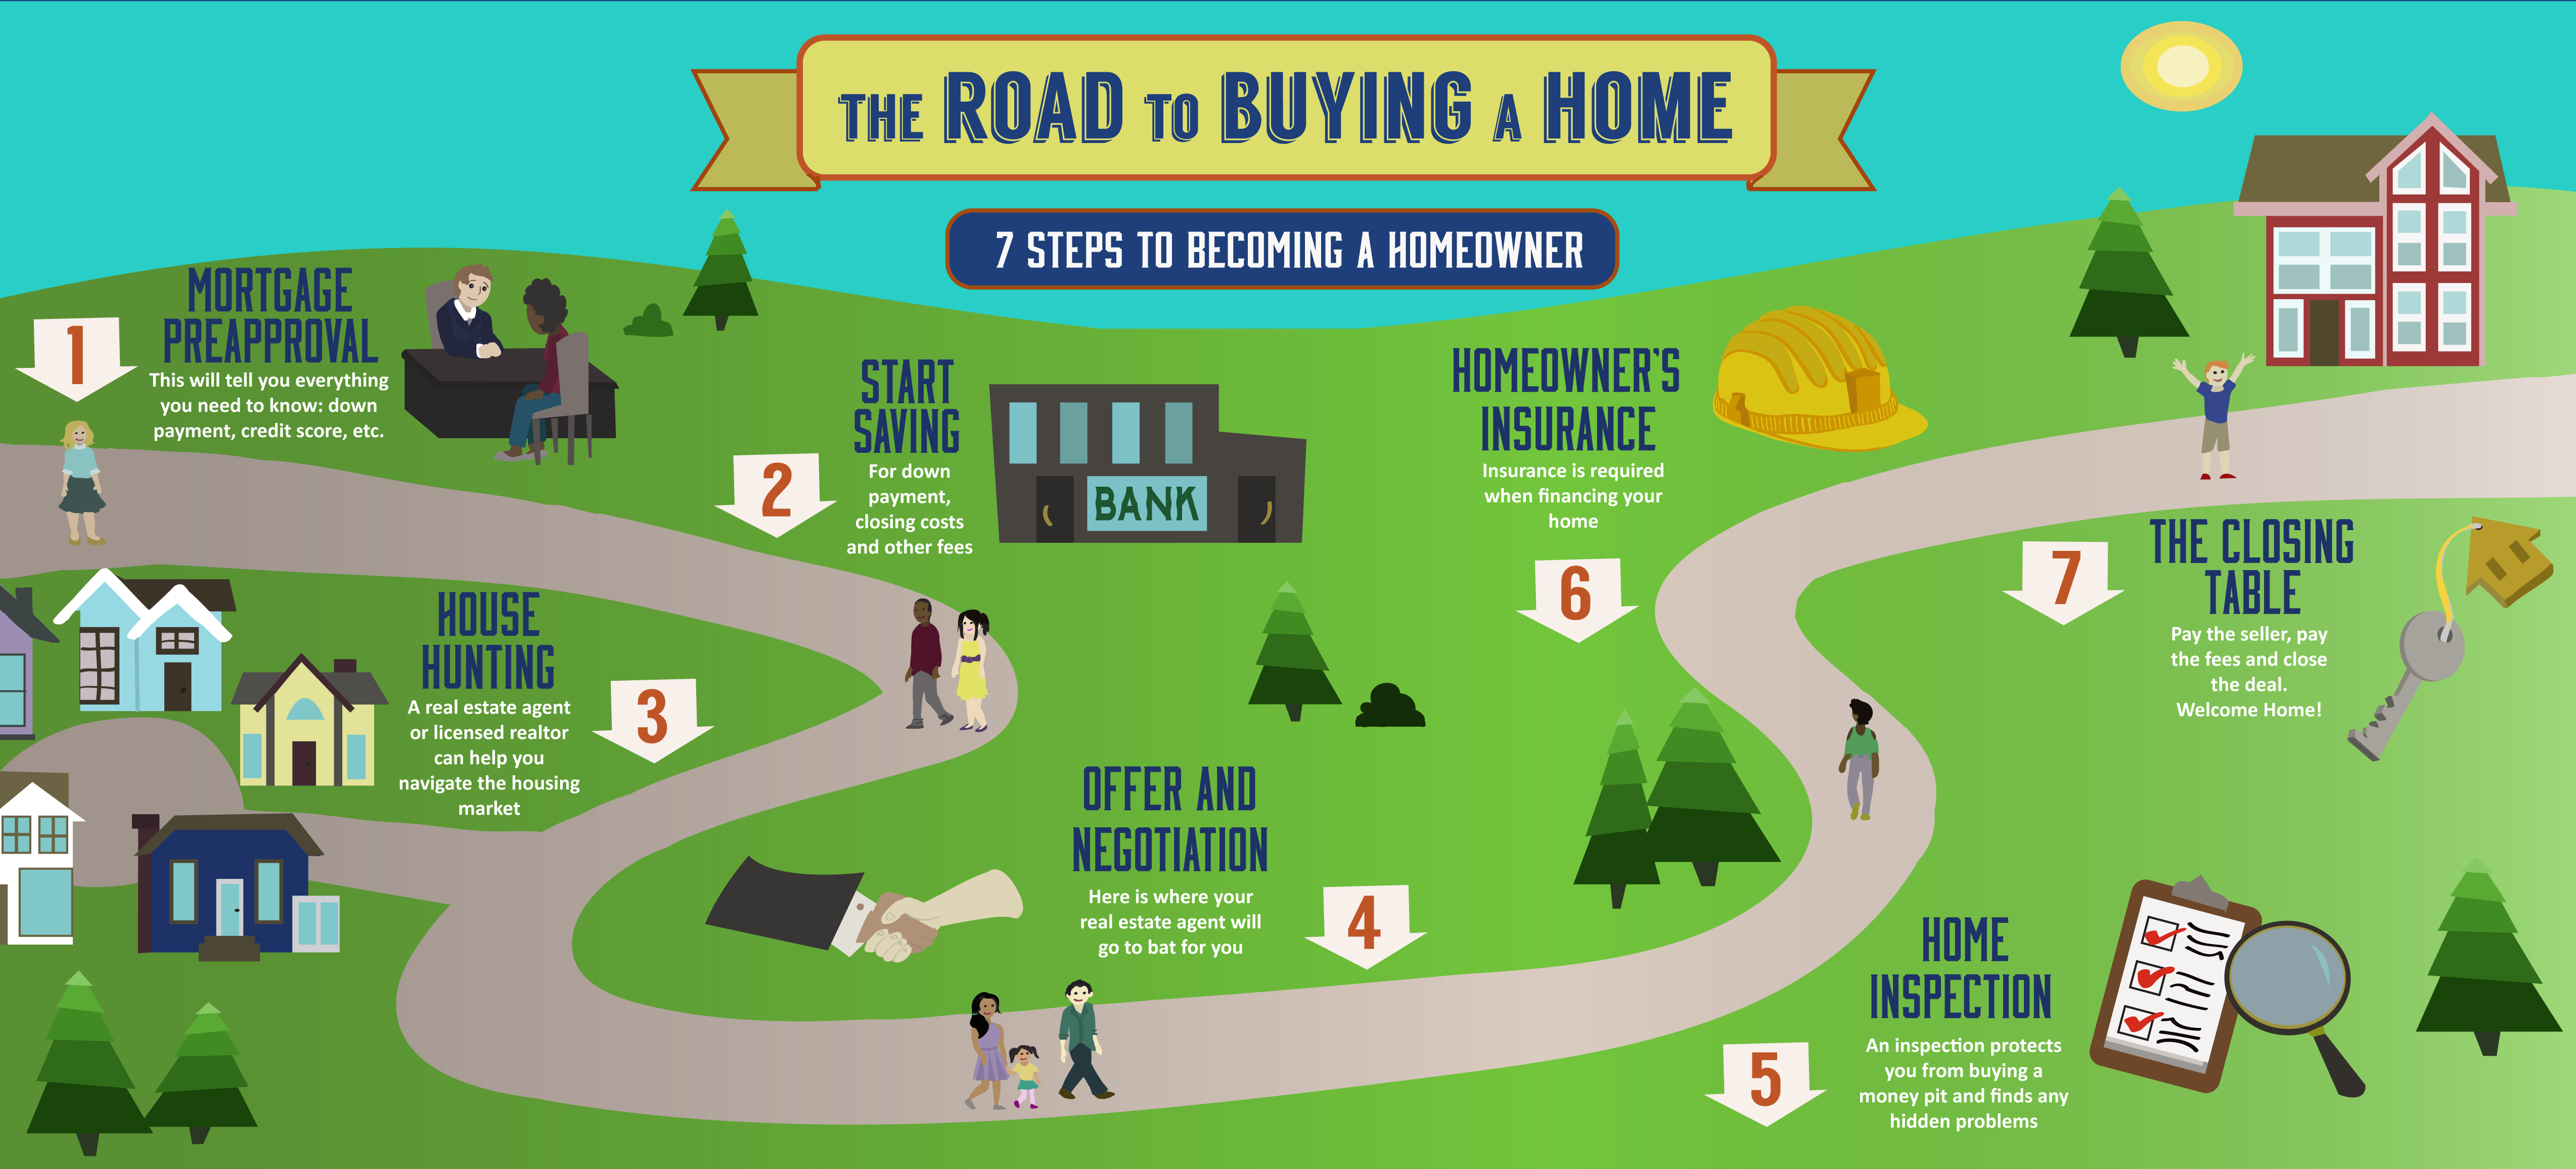 THE ROAD TO BUYING A HOME
7 STEPS TO BECOMING A HOMEOWNER
1
MORTGAGE
PREAPPROVAL
This will tell you everything
you need to know: down
payment, credit score, etc.
2
START
SAVING
For down
payment,
closing costs
and other fees
BANK
3
HOUSE
HUNTING
A real estate agent
or licensed realtor
can help you
navigate the housing
market
4
OFFER AND
NEGOTIATION
Here is where your
real estate agent will
go to bat for you
5
HOME
INSPECTION
An inspection protects
you from buying a
money pit and finds any
hidden problems
6
HOMEOWNER'S
INSURANCE
Insurance is required
when financing your
home
7
THE CLOSING
TABLE
Pay the seller, pay
the fees and close
the deal.
Welcome Home!